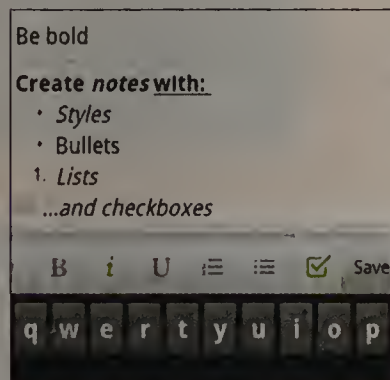 Be bold
Create notes with:
· Styles
· Bullets
1. Lists
...and checkboxes
B i U Save
q w e r t y u i o p